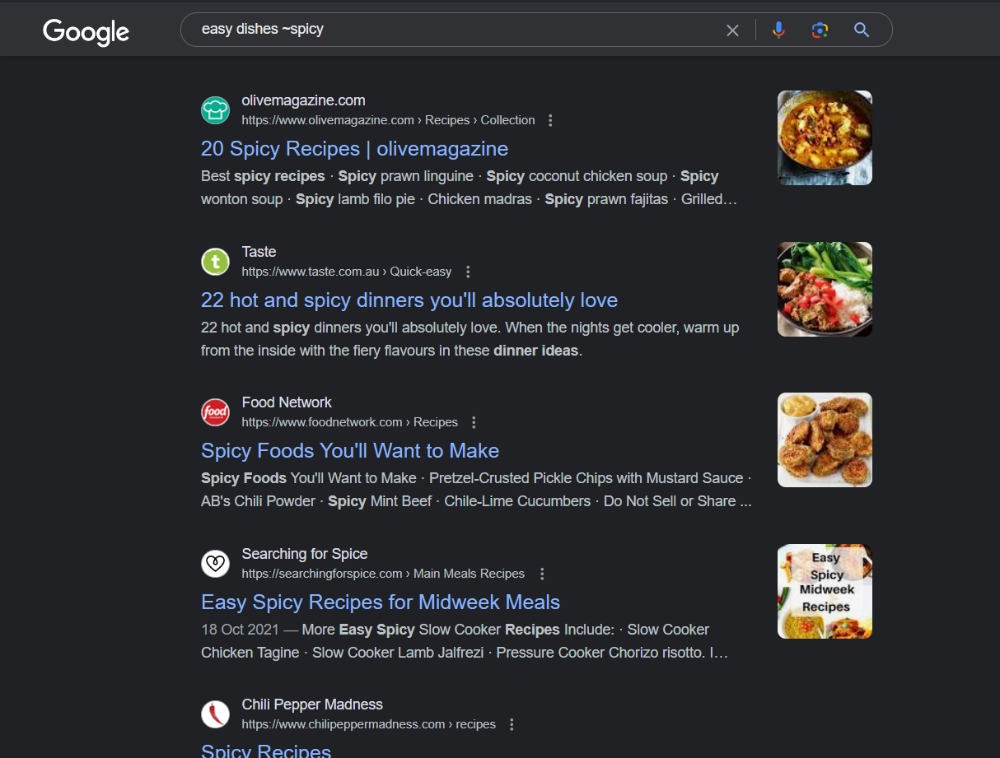 Google
easy dishes ~spicy
olivemagazine.com
https://www.olivemagazine.com › Recipes › Collection
20 Spicy Recipes | olivemagazine
Best spicy recipes · Spicy prawn linguine · Spicy coconut chicken soup · Spicy
wonton soup · Spicy lamb filo pie · Chicken madras · Spicy prawn fajitas · Grilled…
t
Taste
https://www.taste.com.au › Quick-easy
22 hot and spicy dinners you'll absolutely love
22 hot and spicy dinners you'll absolutely love. When the nights get cooler, warm up
from the inside with the fiery flavours in these dinner ideas.
food
Food Network
https://www.foodnetwork.com › Recipes
Spicy Foods You'll Want to Make
Spicy Foods You'll Want to Make · Pretzel-Crusted Pickle Chips with Mustard Sauce ·
AB's Chili Powder · Spicy Mint Beef · Chile-Lime Cucumbers · Do Not Sell or Share ...
Searching for Spice
https://searchingforspice.com › Main Meals Recipes
Easy Spicy Recipes for Midweek Meals
18 Oct 2021 — More Easy Spicy Slow Cooker Recipes Include: · Slow Cooker
Chicken Tagine · Slow Cooker Lamb Jalfrezi · Pressure Cooker Chorizo risotto. I…
Easy
Spicy
Midweek
Recipes
Chili Pepper Madness
https://www.chilipeppermadness.com › recipes
Spicy Recipes